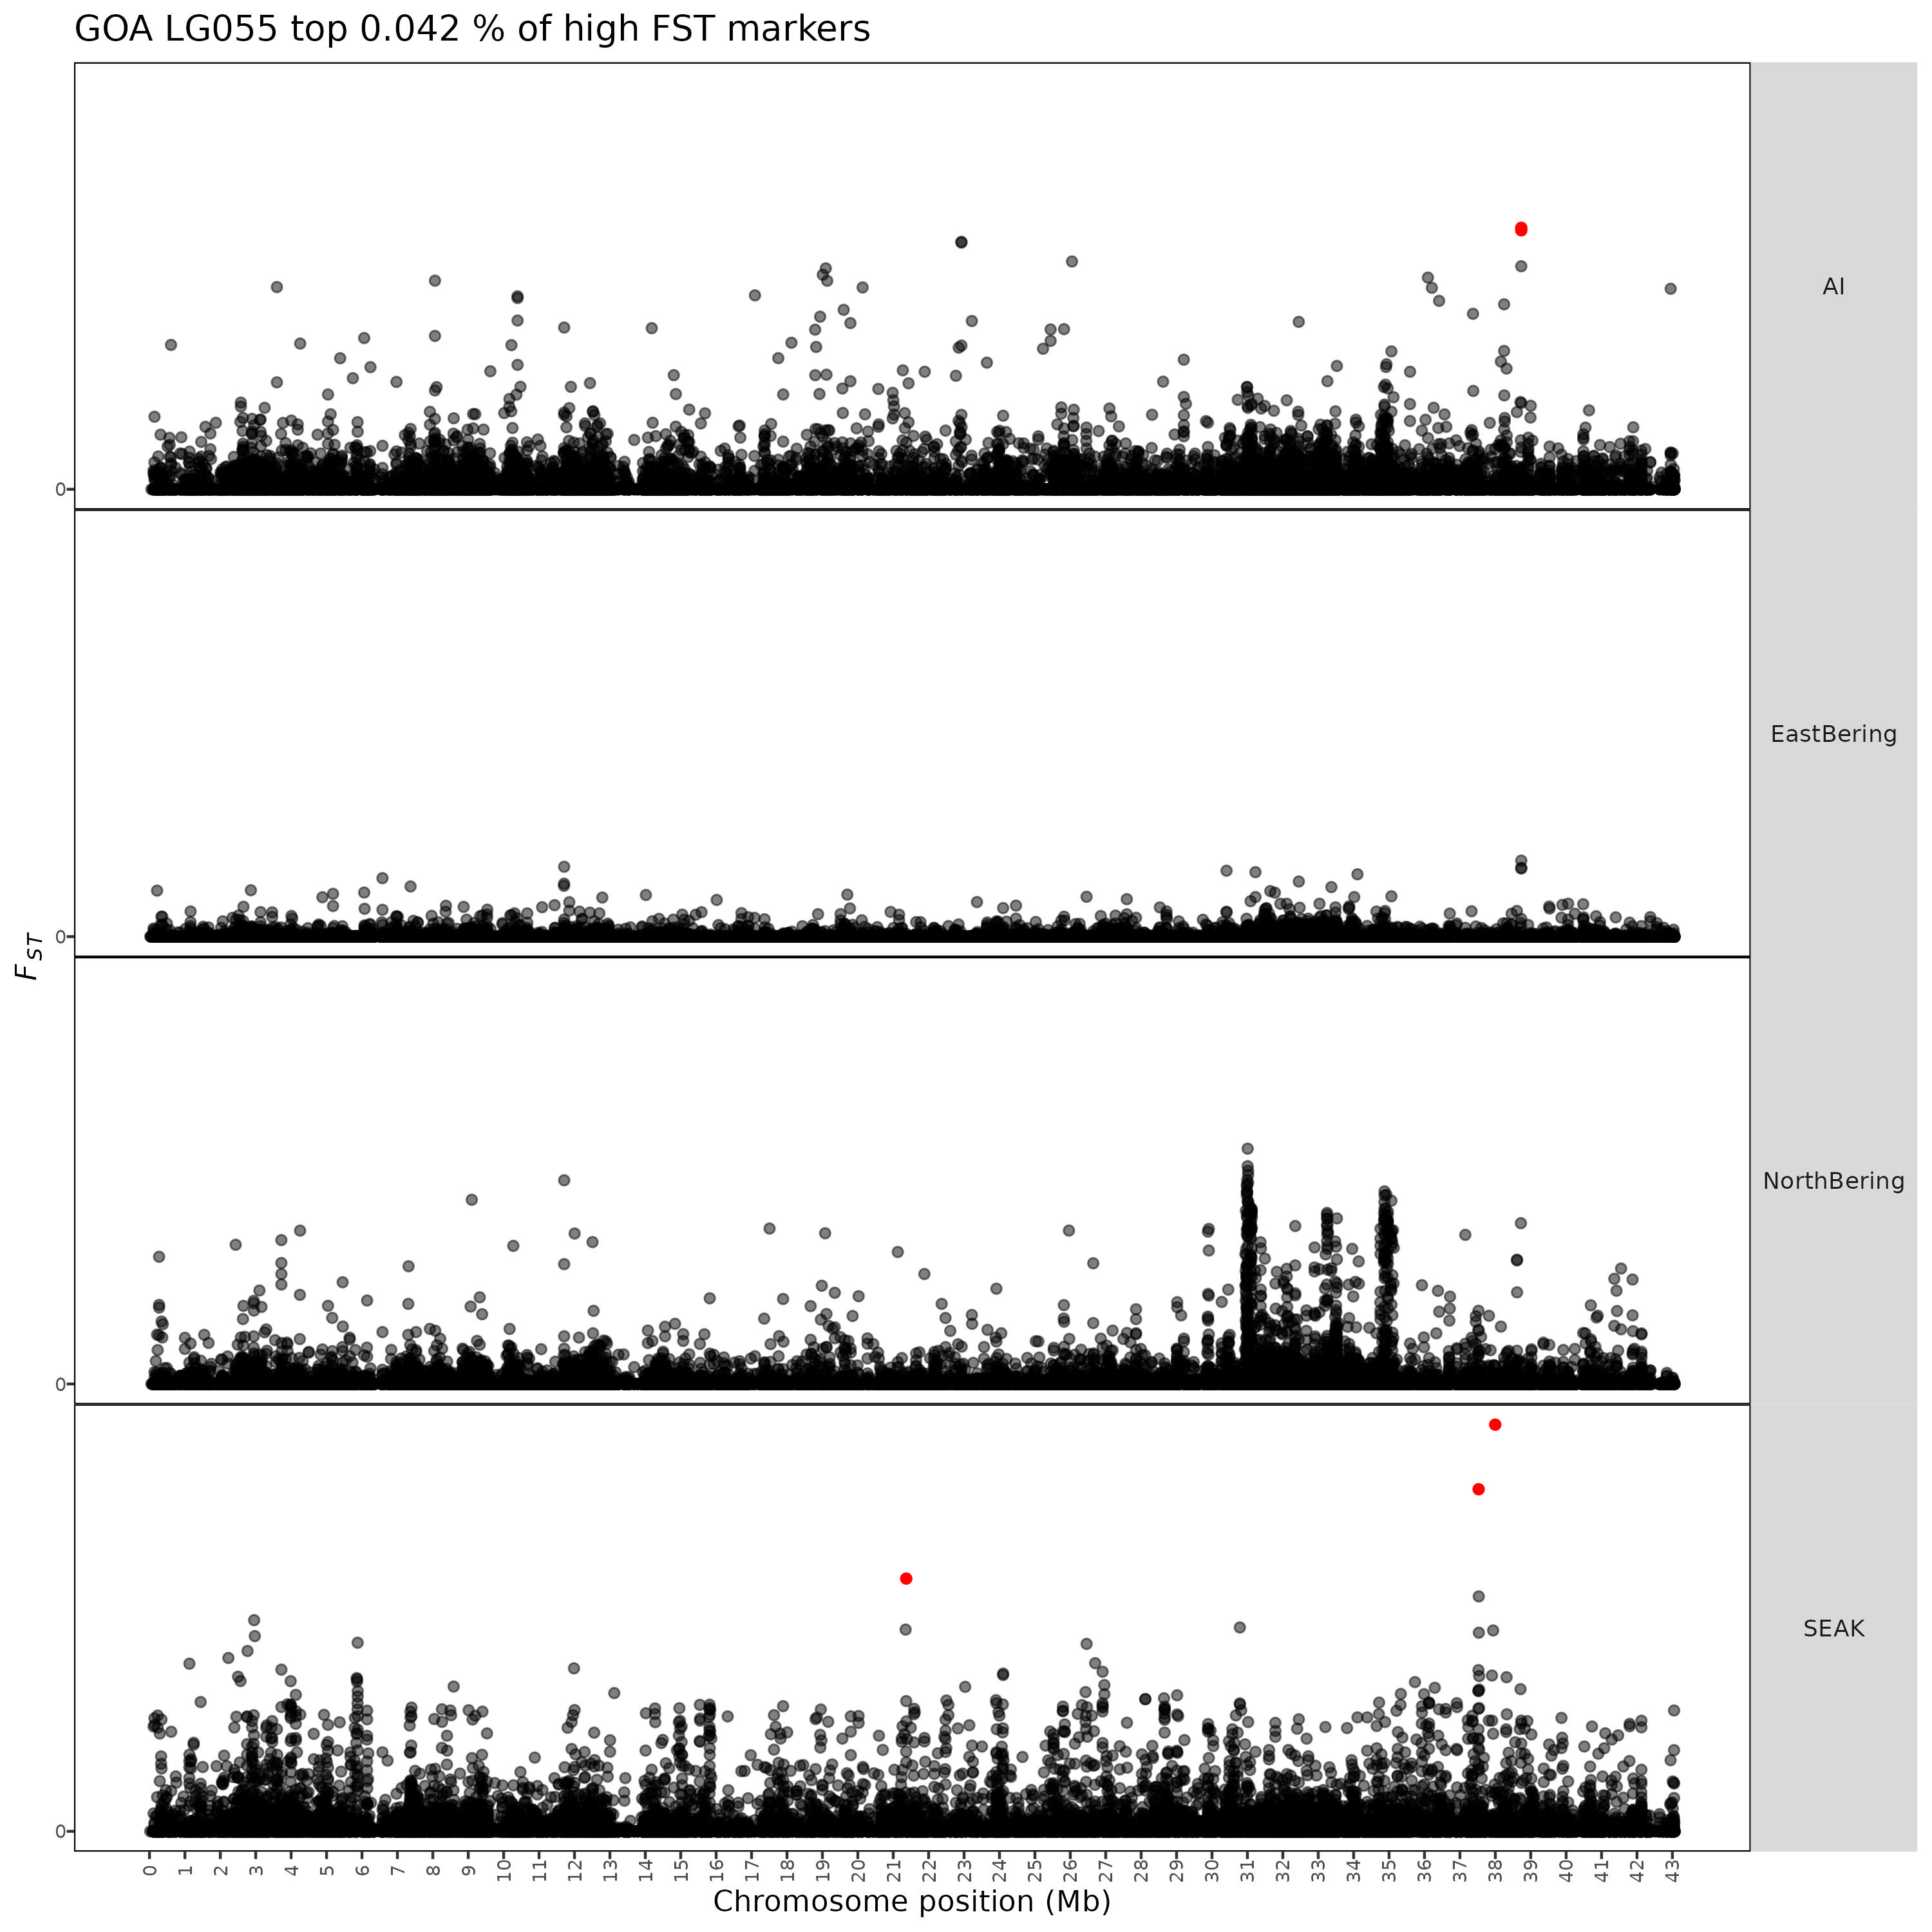 GOA LG055 top 0.042 % of high FST markers
AI
0
EastBering
0
F ST
NorthBering
0
SEAK
0
0 1 2 3 4 5 6 7 8 9 10 11 12 13 14 15 16 17 18 19 20 21 22 23 24 25 26 27 28 29 30 31 32 33 34 35 36 37 38 39 40 41 42 43
Chromosome position (Mb)